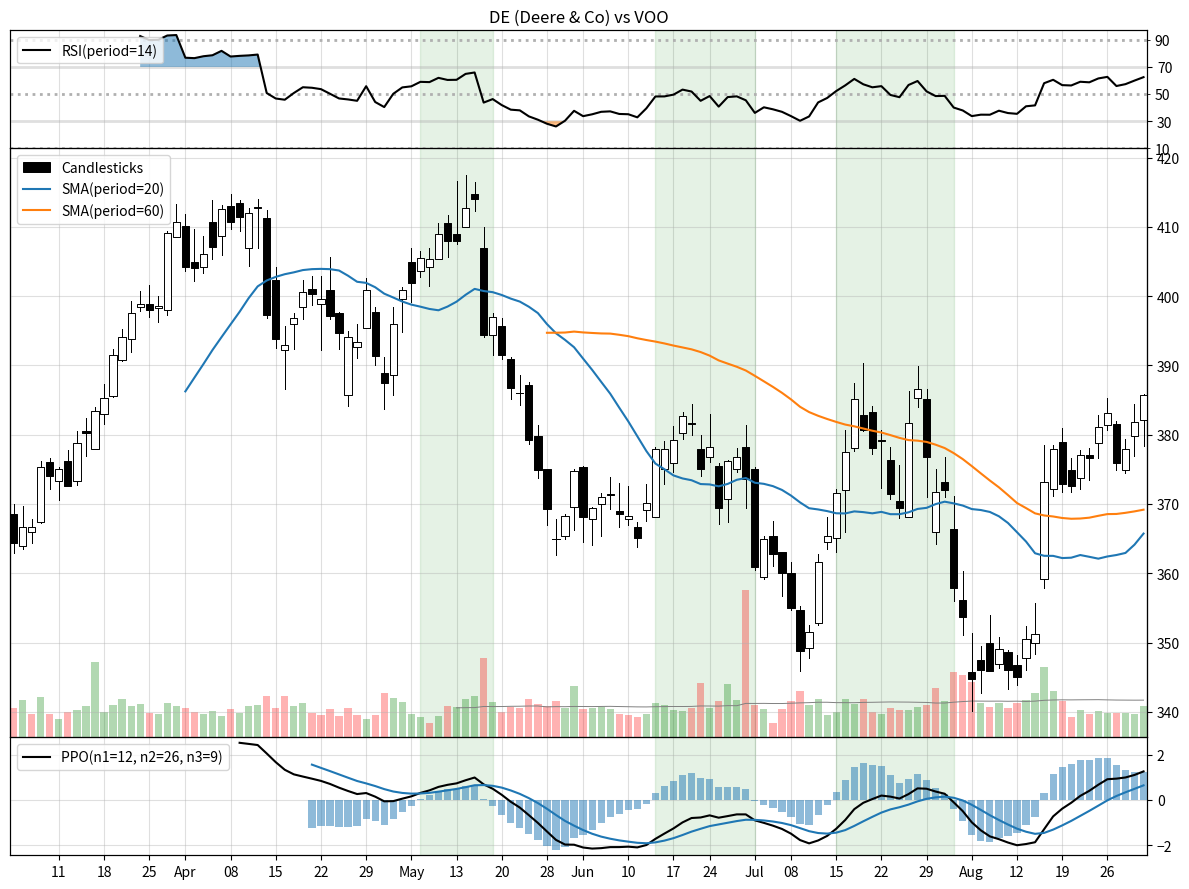 DE (Deere & Co) vs VOO
RSI(period=14)
90
70
50
30
10
Candlesticks
SMA(period=20)
SMA(period=60)
420
410
400
390
380
370
360
350
340
PPO(n1=12, n2=26, n3=9)
2
0
−2
11 18 25 Apr 08 15 22 29 May 13 20 28 Jun 10 17 24 Jul 08 15 22 29 Aug 12 19 26